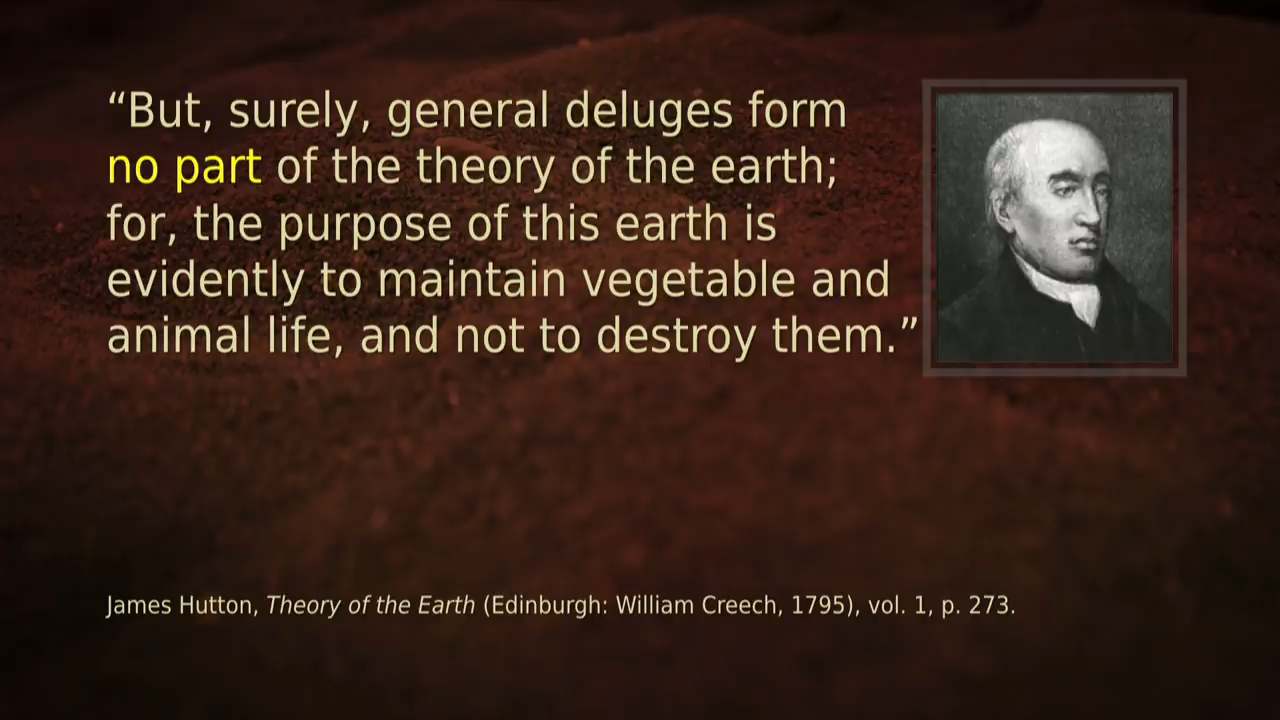 “But, surely, general deluges form
no part of the theory of the earth;
for, the purpose of this earth is
evidently to maintain vegetable and
animal life, and not to destroy them.”
James Hutton, Theory of the Earth (Edinburgh: William Creech, 1795), vol. 1, p. 273.